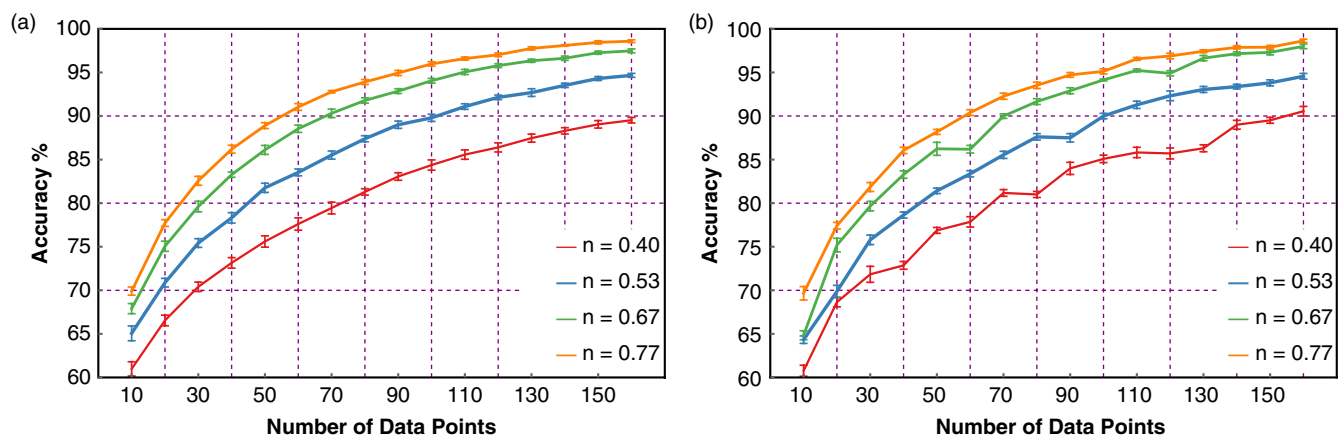 (a)
100
95
90
85
80
75
70
65
60
Accuracy %
n = 0.40
n = 0.53
n = 0.67
n = 0.77
10 30 50 70 90 110 130 150
Number of Data Points
(b)
100
95
90
85
80
75
70
65
60
Accuracy %
n = 0.40
n = 0.53
n = 0.67
n = 0.77
10 30 50 70 90 110 130 150
Number of Data Points